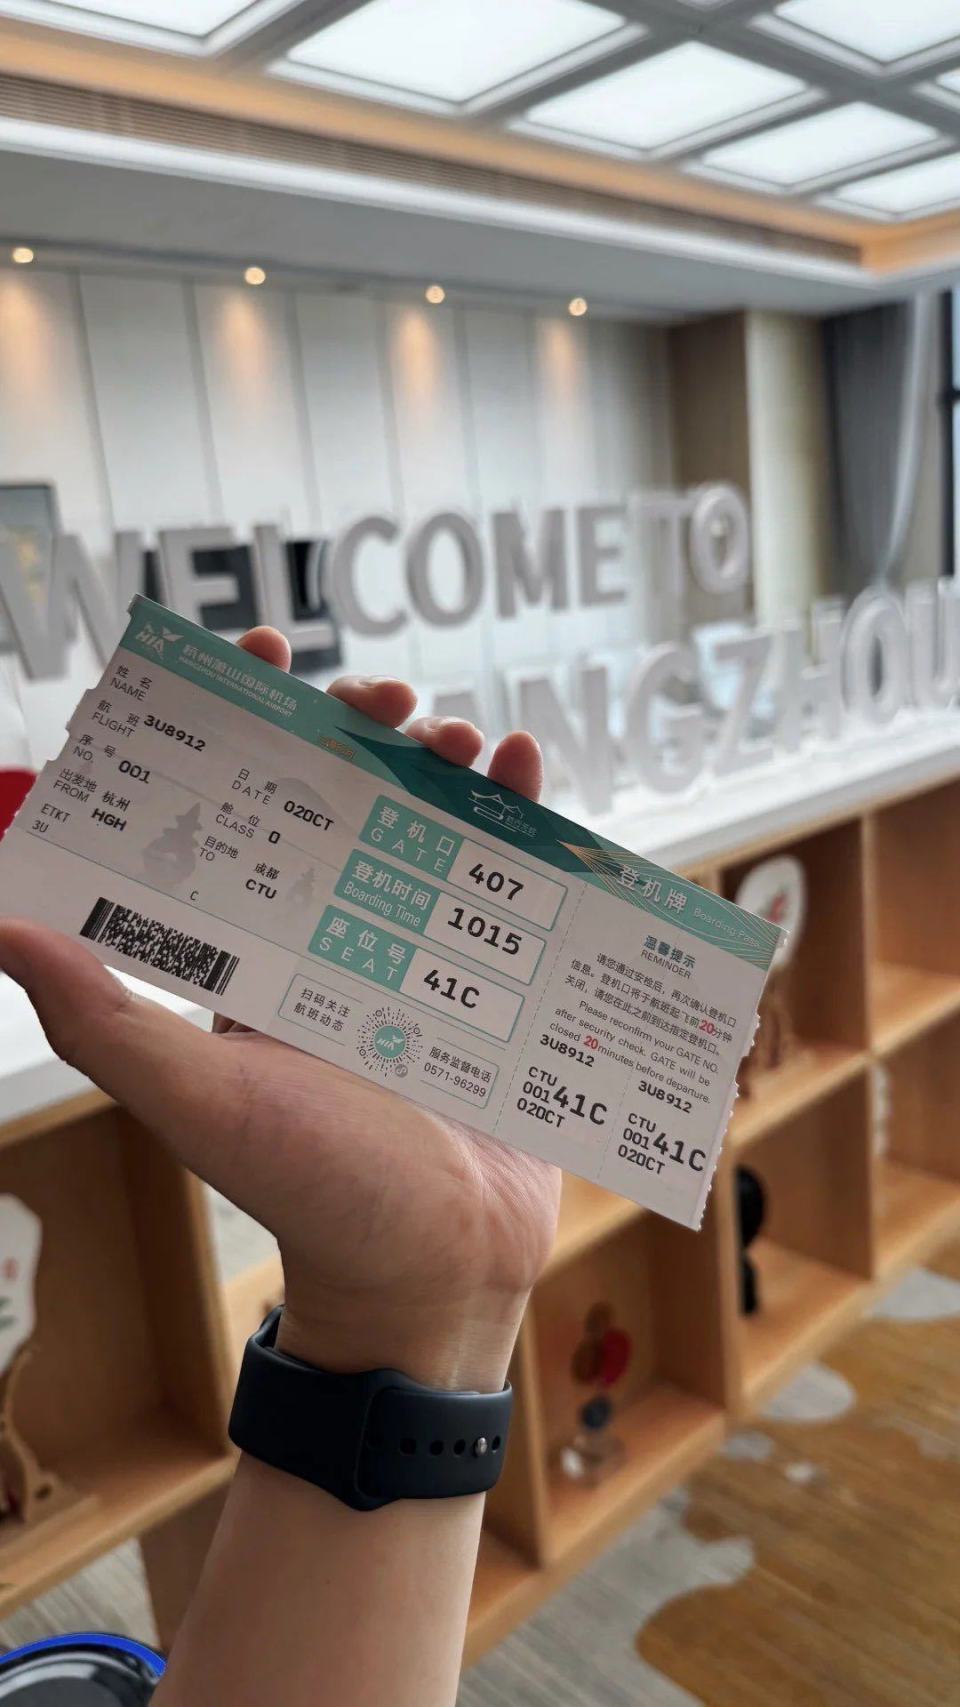 WELCOME TO
ANGZHOU
HIA 杭州萧山国际机场
HANGZHOU INTERNATIONAL AIRPORT
姓 名
NAME
航 班 3U8912
FLIGHT
序 号 001
NO.
出发地 杭州
FROM HGH
ETKT
3U
日 期
DATE 02OCT
舱 位
CLASS O
目的地 成都
TO CTU
C
登机口 407
GATE
登机时间 1015
Boarding Time
座位号 41C
SEAT
扫码关注
航班动态
HIA
服务监督电话
0571-96299
登机牌 Boarding Pass
温馨提示
REMINDER
请您通过安检后，再次确认登机口
信息。登机口将于航班起飞前20分钟
关闭，请您在此之前到达指定登机口。
Please reconfirm your GATE NO.
after security check. GATE will be
closed 20 minutes before departure.
3U8912
CTU
001 41C
02OCT
3U8912
CTU
001 41C
02OCT